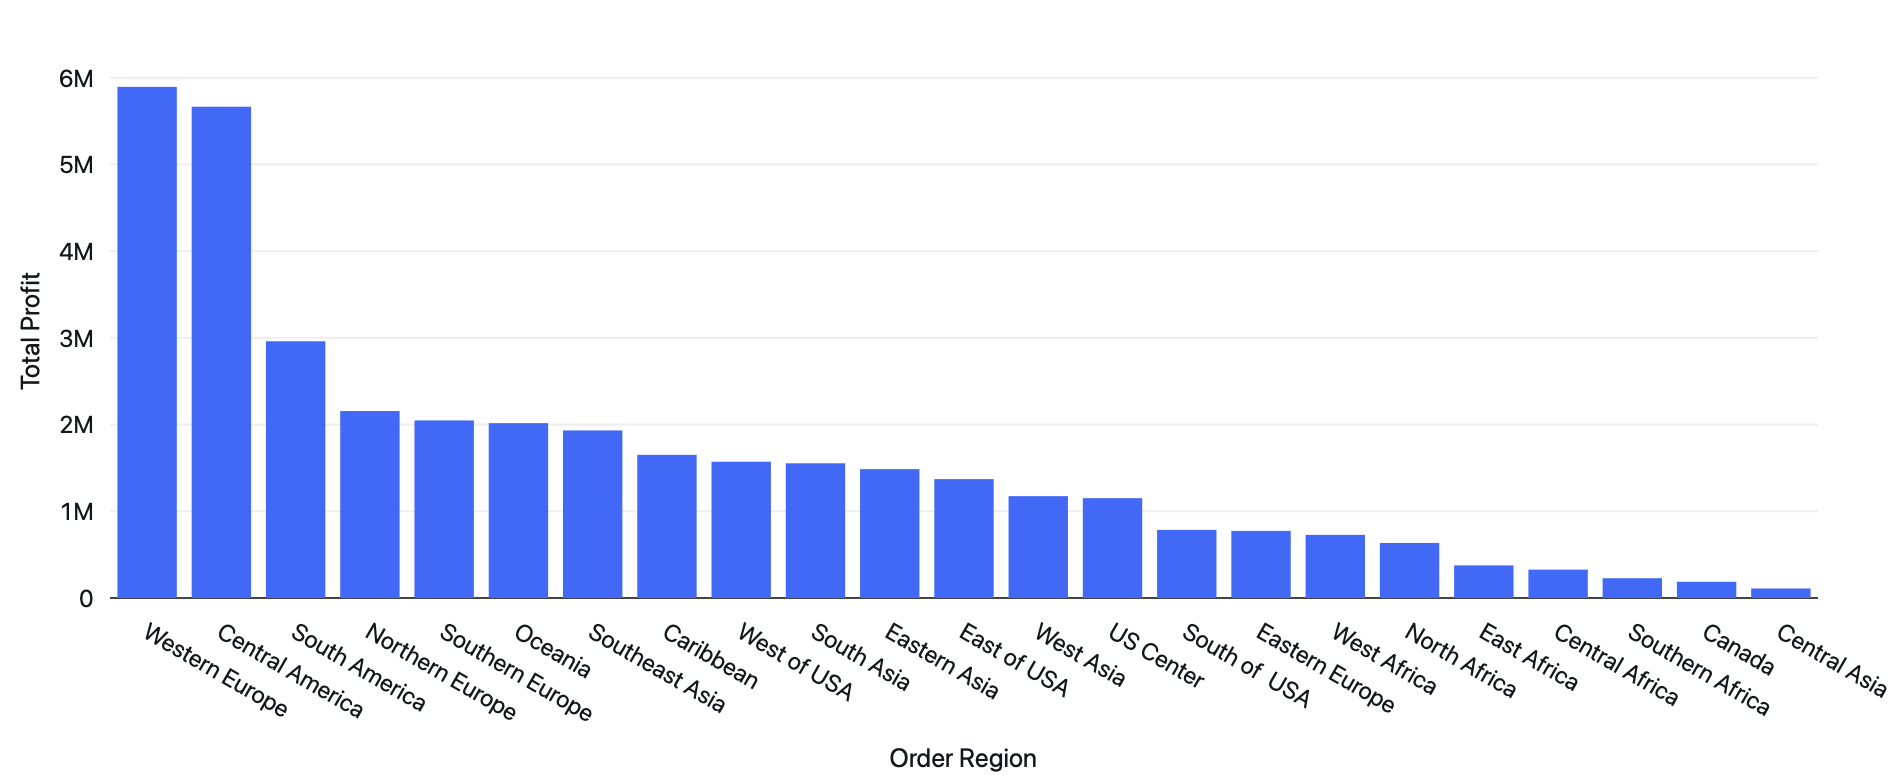 6M
5M
4M
3M
2M
1M
0
Total Profit
Western Europe
Central America
South America
Northern Europe
Southern Europe
Oceania
Southeast Asia
Caribbean
West of USA
South Asia
Eastern Asia
East of USA
West Asia
US Center
South of  USA
Eastern Europe
West Africa
North Africa
East Africa
Central Africa
Southern Africa
Canada
Central Asia
Order Region